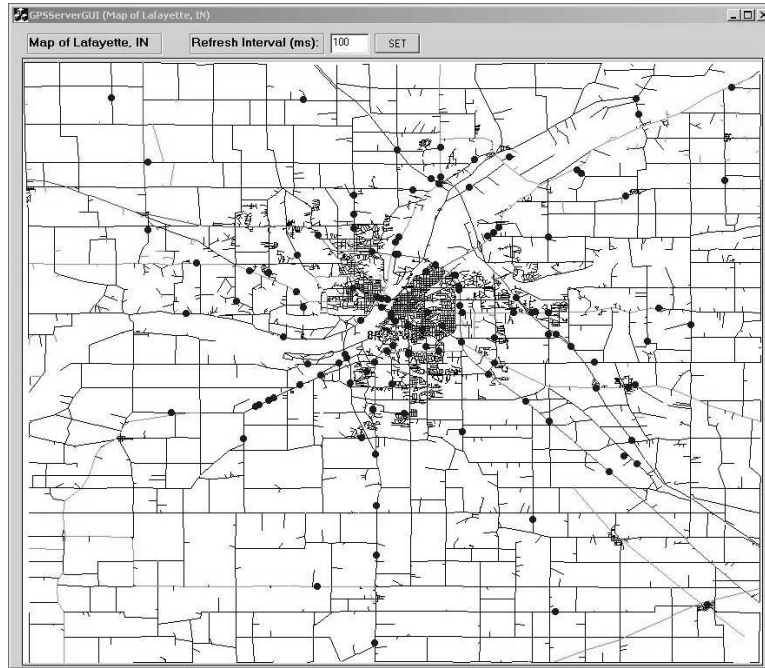 GPSServerGUI (Map of Lafayette, IN)
Map of Lafayette, IN Refresh Interval (ms): 100 SET